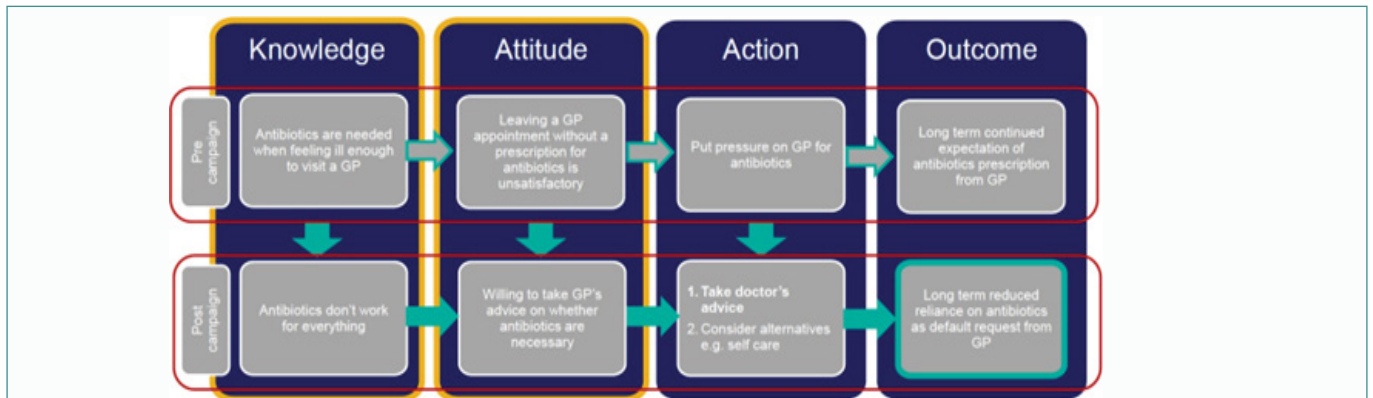 Knowledge
Attitude
Action
Outcome
Pre
campaign
Antibiotics are needed
when feeling ill enough
to visit a GP
Leaving a GP
appointment without a
prescription for
antibiotics is
unsatisfactory
Put pressure on GP for
antibiotics
Long term continued
expectation of
antibiotics prescription
from GP
Post
campaign
Antibiotics don't work
for everything
Willing to take GP's
advice on whether
antibiotics are
necessary
1. Take doctor's
advice
2. Consider alternatives
e.g. self care
Long term reduced
reliance on antibiotics
as default request from
GP